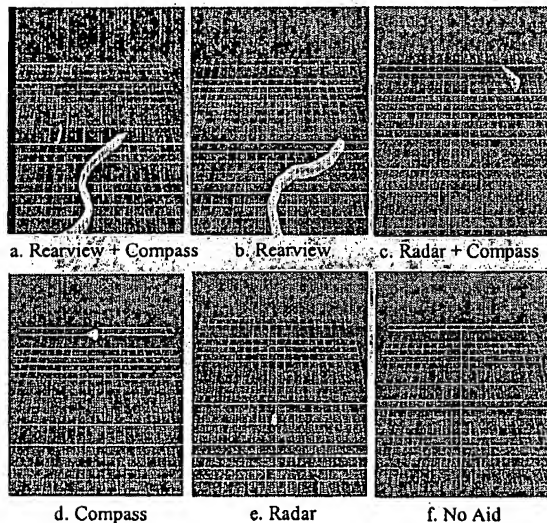 a. Rearview + Compass
b. Rearview
c. Radar + Compass
d. Compass
e. Radar
f. No Aid